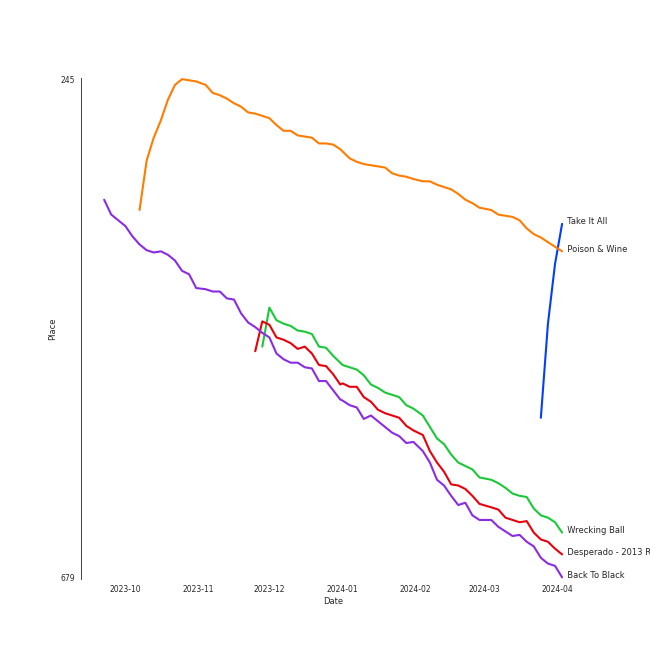 245
Take It All
Poison & Wine
Place
Wrecking Ball
Desperado - 2013 R
Back To Black
679
2023-10
2023-11
2023-12
2024-01
2024-02
2024-03
2024-04
Date